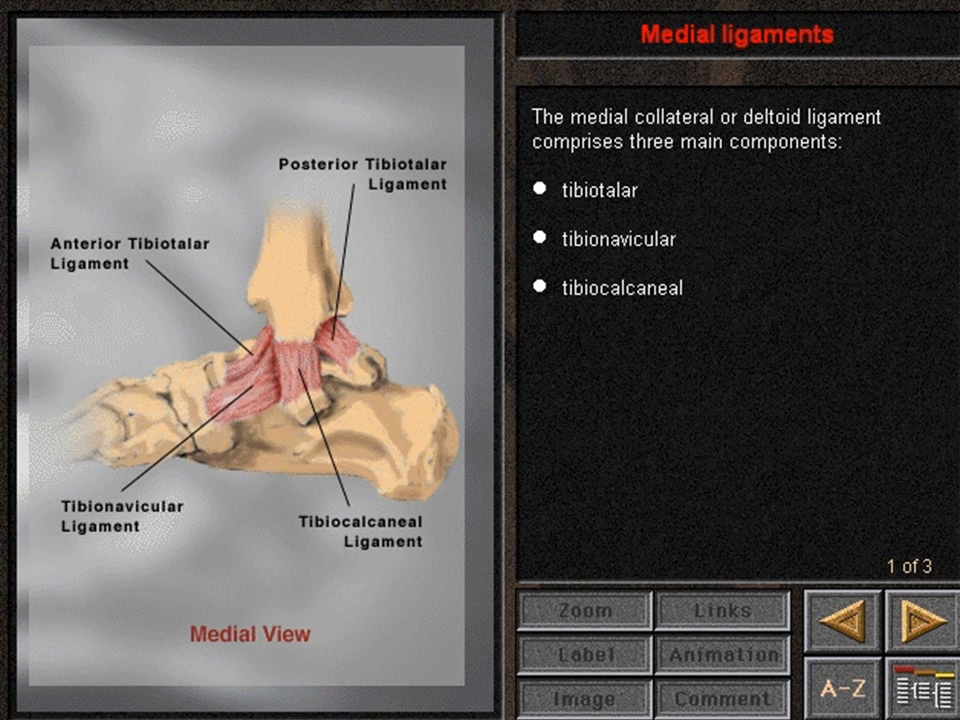 Medial ligaments
Posterior Tibiotalar
Ligament
Anterior Tibiotalar
Ligament
Tibionavicular
Ligament
Tibiocalcaneal
Ligament
Medial View
The medial collateral or deltoid ligament
comprises three main components:
tibiotalar
tibionavicular
tibiocalcaneal
1 of 3
Zoom
Links
Label
Animation
Image
Comment
A-Z